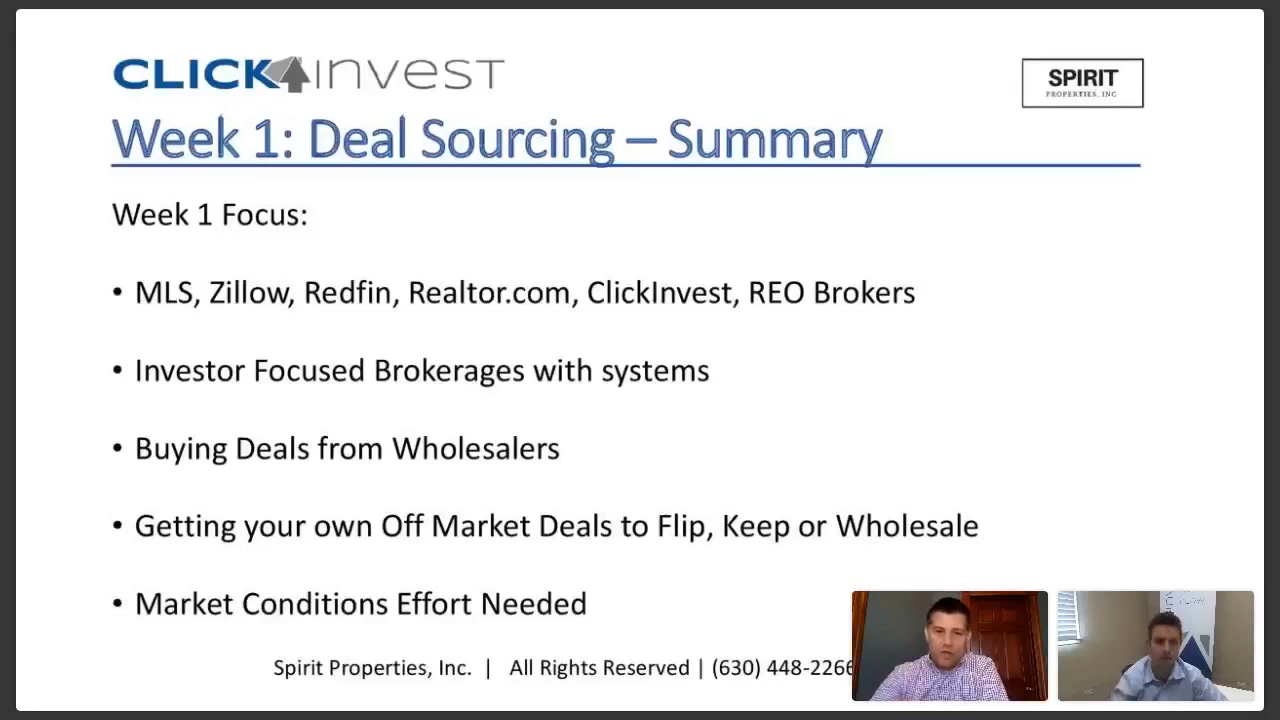 CLICK INVEST
SPIRIT
PROPERTIES, INC
Week 1: Deal Sourcing – Summary
Week 1 Focus:
• MLS, Zillow, Redfin, Realtor.com, ClickInvest, REO Brokers
• Investor Focused Brokerages with systems
• Buying Deals from Wholesalers
• Getting your own Off Market Deals to Flip, Keep or Wholesale
• Market Conditions Effort Needed
Spirit Properties, Inc. | All Rights Reserved | (630) 448-2266